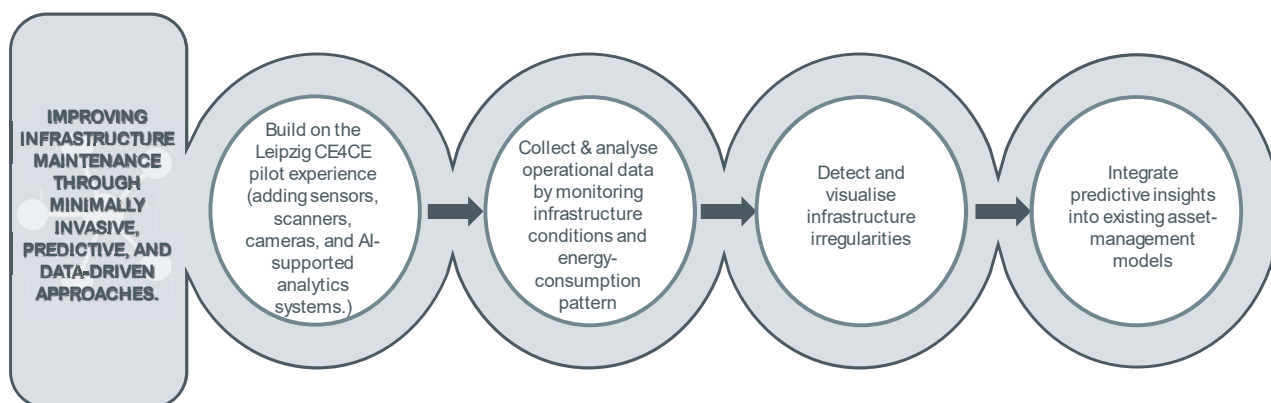 IMPROVING
INFRASTRUCTURE
MAINTENANCE
THROUGH
MINIMALLY
INVASIVE,
PREDICTIVE, AND
DATA-DRIVEN
APPROACHES.
Build on the
Leipzig CE4CE
pilot experience
(adding sensors,
scanners,
cameras, and AI-
supported
analytics
systems.)
Collect & analyse
operational data
by monitoring
infrastructure
conditions and
energy-
consumption
pattern
Detect and
visualise
infrastructure
irregularities
Integrate
predictive insights
into existing asset-
management
models